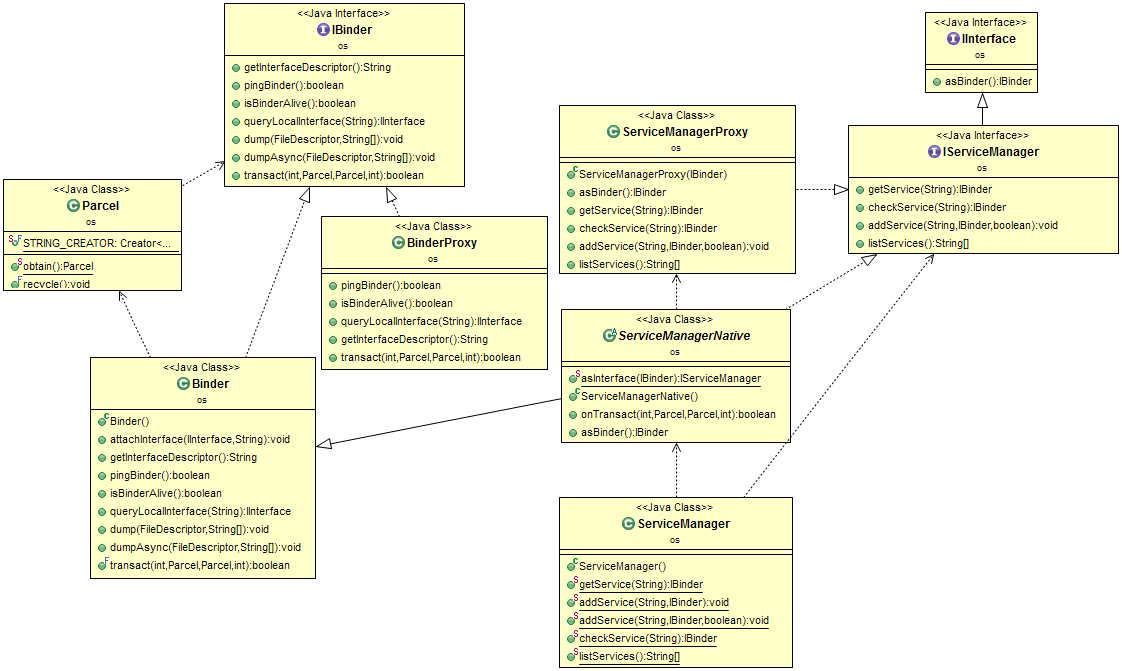 <<Java Interface>>
IBinder
os
getInterfaceDescriptor():String
pingBinder():boolean
isBinderAlive():boolean
queryLocalInterface(String):IInterface
dump(FileDescriptor,String[]):void
dumpAsync(FileDescriptor,String[]):void
transact(int,Parcel,Parcel,int):boolean
<<Java Interface>>
IInterface
os
asBinder():IBinder
<<Java Class>>
ServiceManagerProxy
os
ServiceManagerProxy(IBinder)
asBinder():IBinder
getService(String):IBinder
checkService(String):IBinder
addService(String,IBinder,boolean):void
listServices():String[]
<<Java Interface>>
IServiceManager
os
getService(String):IBinder
checkService(String):IBinder
addService(String,IBinder,boolean):void
listServices():String[]
<<Java Class>>
Parcel
os
STRING_CREATOR: Creator<...
obtain():Parcel
recycle():void
<<Java Class>>
BinderProxy
os
pingBinder():boolean
isBinderAlive():boolean
queryLocalInterface(String):IInterface
getInterfaceDescriptor():String
transact(int,Parcel,Parcel,int):boolean
<<Java Class>>
ServiceManagerNative
os
asInterface(IBinder):IServiceManager
ServiceManagerNative()
onTransact(int,Parcel,Parcel,int):boolean
asBinder():IBinder
<<Java Class>>
Binder
os
Binder()
attachInterface(IInterface,String):void
getInterfaceDescriptor():String
pingBinder():boolean
isBinderAlive():boolean
queryLocalInterface(String):IInterface
dump(FileDescriptor,String[]):void
dumpAsync(FileDescriptor,String[]):void
transact(int,Parcel,Parcel,int):boolean
<<Java Class>>
ServiceManager
os
ServiceManager()
getService(String):IBinder
addService(String,IBinder):void
addService(String,IBinder,boolean):void
checkService(String):IBinder
listServices():String[]